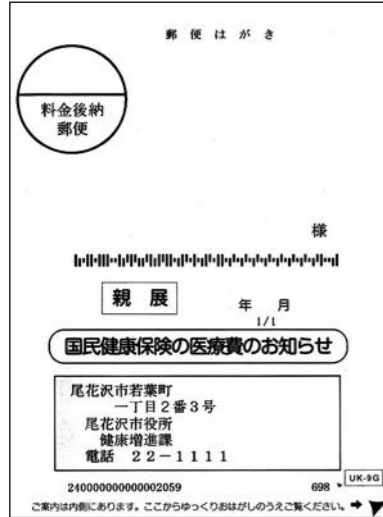 郵便はがき
料金後納
郵便
様
親展
年 月
1/1
国民健康保険の医療費のお知らせ
尾花沢市若葉町
一丁目2番3号
尾花沢市役所
健康増進課
電話 22-1111
240000000000002059 698
UK-9G
ご案内は内側にあります。ここからゆっくりおはがしのうえご覧ください。➡